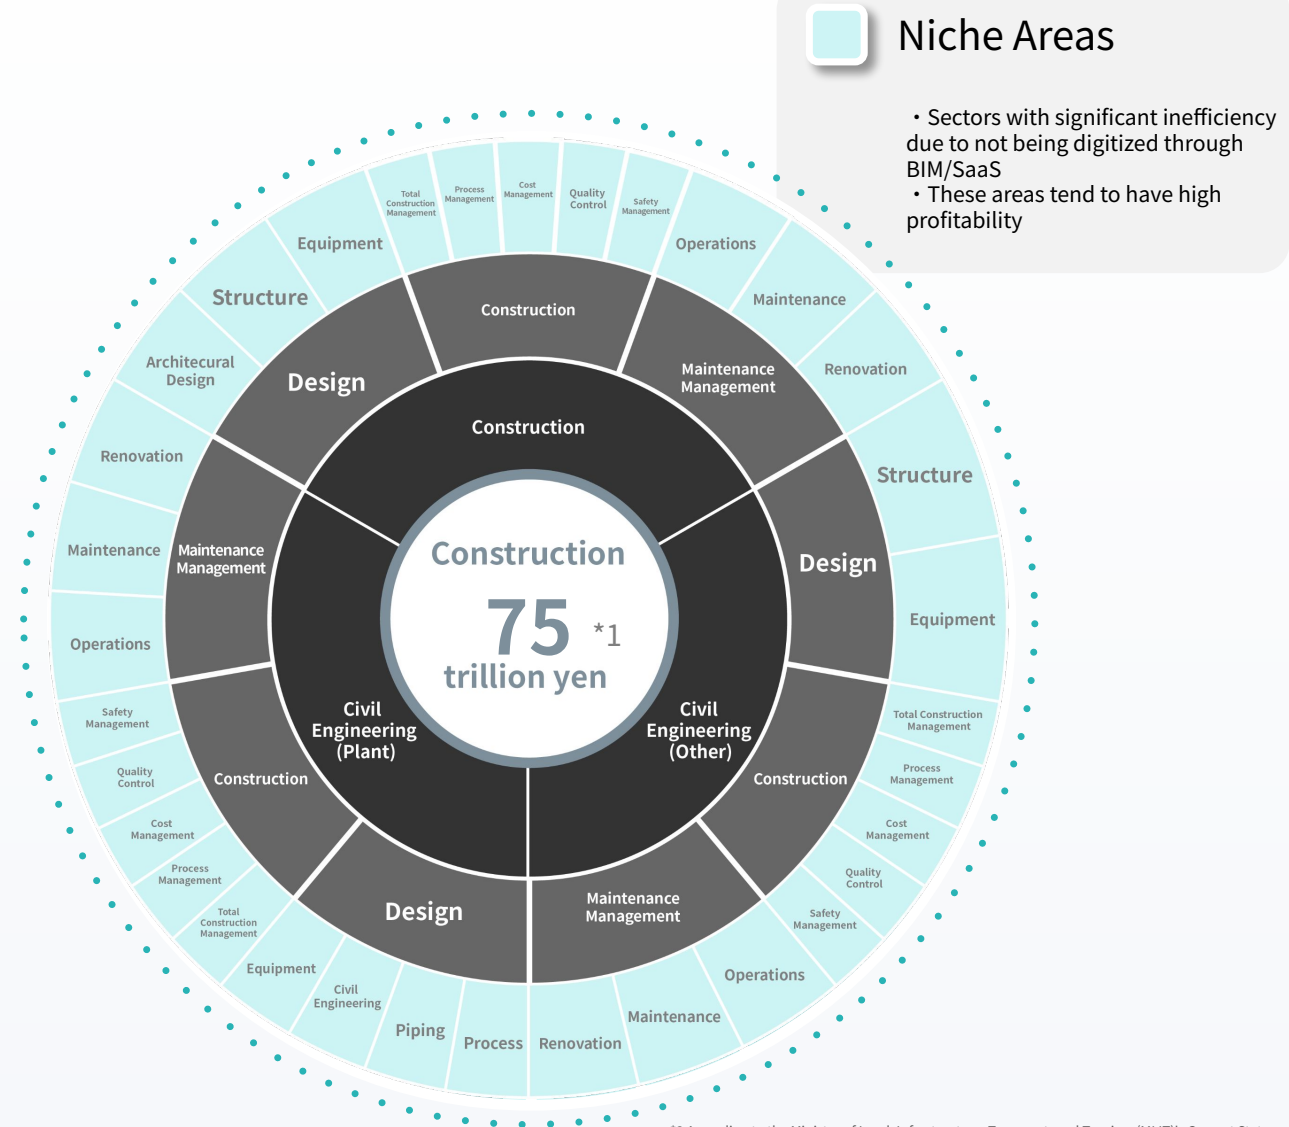 Niche Areas
・Sectors with significant inefficiency
due to not being digitized through
BIM/SaaS
・These areas tend to have high
profitability
Construction
75 *1
trillion yen
Construction
Civil
Engineering
(Other)
Civil
Engineering
(Plant)
Construction
Maintenance
Management
Design
Construction
Maintenance
Management
Design
Construction
Maintenance
Management
Design
Total
Construction
Management
Process
Management
Cost
Management
Quality
Control
Safety
Management
Operations
Maintenance
Renovation
Structure
Equipment
Total Construction
Management
Process
Management
Cost
Management
Quality
Control
Safety
Management
Operations
Maintenance
Renovation
Process
Piping
Civil
Engineering
Equipment
Total
Construction
Management
Process
Management
Cost
Management
Quality
Control
Safety
Management
Operations
Maintenance
Renovation
Architecural
Design
Structure
Equipment